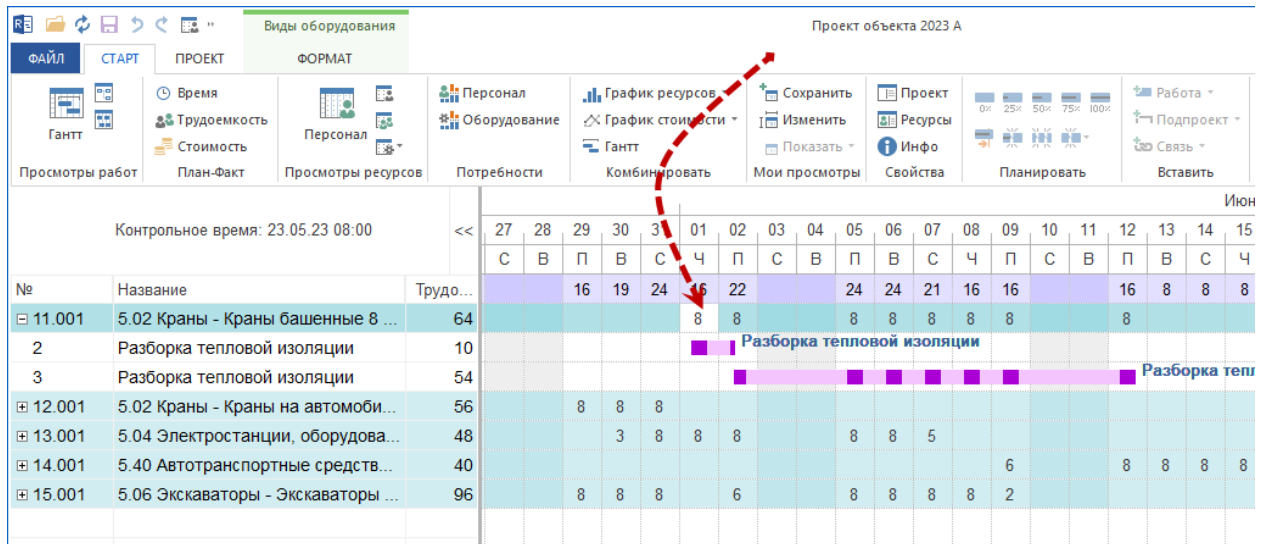 RE Виды оборудования Проект объекта 2023 А
ФАЙЛ СТАРТ ПРОЕКТ ФОРМАТ
Время Персонал График ресурсов Сохранить Проект 0% 25% 50% 75% 100% Работа
Гантт Трудоемкость Персонал Оборудование График стоимости Изменить Ресурсы Подпроект
Стоимость Гантт Показать Инфо Связь
Просмотры работ План-Факт Просмотры ресурсов Потребности Комбинировать Мои просмотры Свойства Планировать Вставить
Июн
Контрольное время: 23.05.23 08:00 << 27 28 29 30 3 01 02 03 04 05 06 07 08 09 10 11 12 13 14 15
С В П В С Ч П С В П В С Ч П С В П В С Ч
№ Название Трудо... 16 19 24 16 22 24 24 21 16 16 16 8 8 8
11.001 5.02 Краны - Краны башенные 8 ... 64 8 8 8 8 8 8 8 8
2 Разборка тепловой изоляции 10 Разборка тепловой изоляции
3 Разборка тепловой изоляции 54 Разборка тепл
12.001 5.02 Краны - Краны на автомоби... 56 8 8 8
13.001 5.04 Электростанции, оборудова... 48 3 8 8 8 8 8 5
14.001 5.40 Автотранспортные средств... 40 6 8 8 8 8
15.001 5.06 Экскаваторы - Экскаваторы ... 96 8 8 8 6 8 8 8 8 2